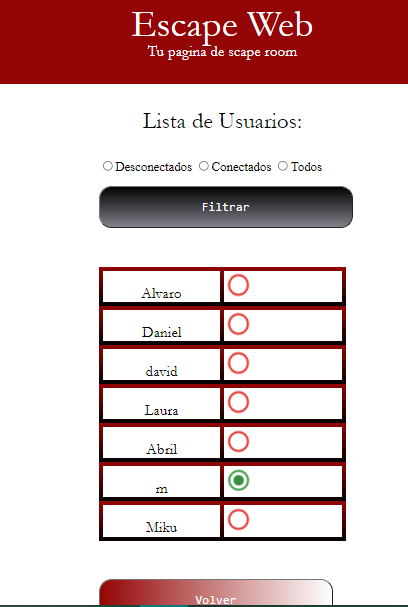 Escape Web
Tu pagina de scape room
Lista de Usuarios:
Desconectados Conectados Todos
Filtrar
Alvaro
Daniel
david
Laura
Abril
m
Miku
Volver